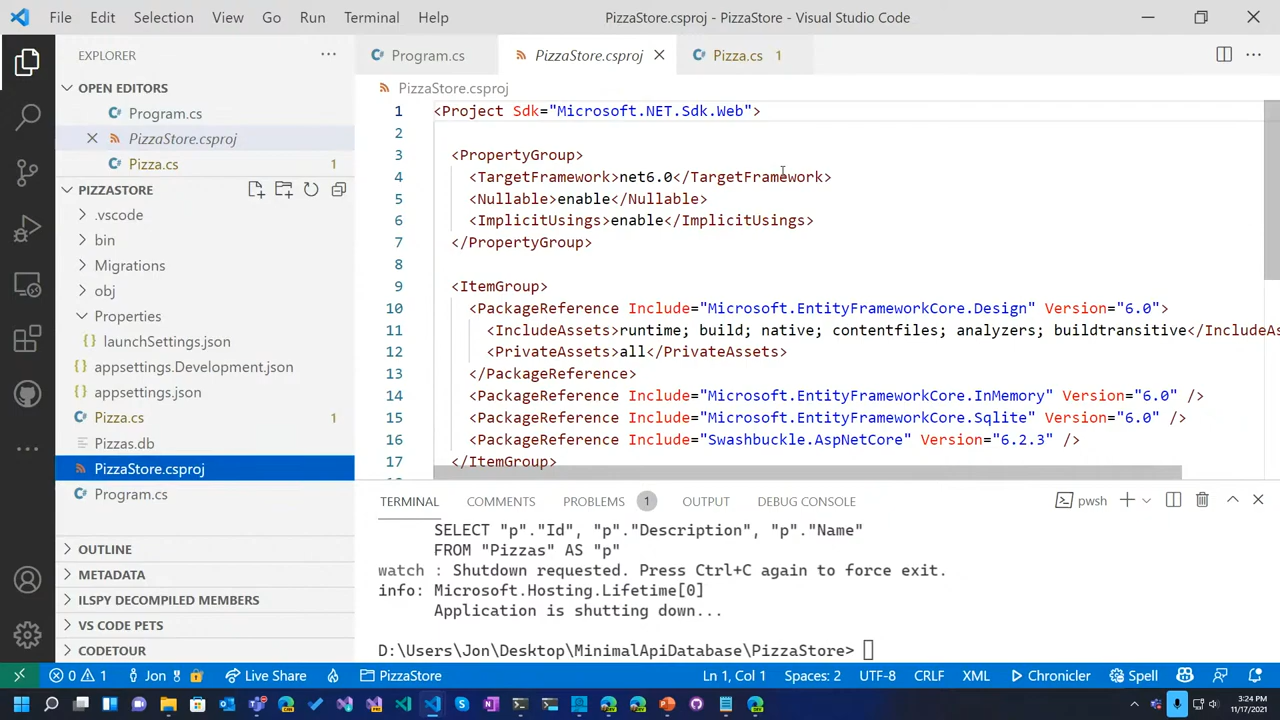 File Edit Selection View Go Run Terminal Help PizzaStore.csproj - PizzaStore - Visual Studio Code
EXPLORER
OPEN EDITORS
Program.cs
PizzaStore.csproj
Pizza.cs 1
PIZZASTORE
.vscode
bin
Migrations
obj
Properties
launchSettings.json
appsettings.Development.json
appsettings.json
Pizza.cs 1
Pizzas.db
PizzaStore.csproj
Program.cs
OUTLINE
METADATA
ILSPY DECOMPILED MEMBERS
VS CODE PETS
CODETOUR
Program.cs PizzaStore.csproj Pizza.cs 1
PizzaStore.csproj
1 <Project Sdk="Microsoft.NET.Sdk.Web">
2
3 <PropertyGroup>
4 <TargetFramework>net6.0</TargetFramework>
5 <Nullable>enable</Nullable>
6 <ImplicitUsings>enable</ImplicitUsings>
7 </PropertyGroup>
8
9 <ItemGroup>
10 <PackageReference Include="Microsoft.EntityFrameworkCore.Design" Version="6.0">
11 <IncludeAssets>runtime; build; native; contentfiles; analyzers; buildtransitive</IncludeAs
12 <PrivateAssets>all</PrivateAssets>
13 </PackageReference>
14 <PackageReference Include="Microsoft.EntityFrameworkCore.InMemory" Version="6.0" />
15 <PackageReference Include="Microsoft.EntityFrameworkCore.Sqlite" Version="6.0" />
16 <PackageReference Include="Swashbuckle.AspNetCore" Version="6.2.3" />
17 </ItemGroup>
TERMINAL COMMENTS PROBLEMS 1 OUTPUT DEBUG CONSOLE pwsh
SELECT "p"."Id", "p"."Description", "p"."Name"
FROM "Pizzas" AS "p"
watch : Shutdown requested. Press Ctrl+C again to force exit.
info: Microsoft.Hosting.Lifetime[0]
Application is shutting down...
D:\Users\Jon\Desktop\MinimalApiDatabase\PizzaStore>
0 1 Jon Live Share PizzaStore Ln 1, Col 1 Spaces: 2 UTF-8 CRLF XML Chronicler Spell
3:24 PM
11/17/2021